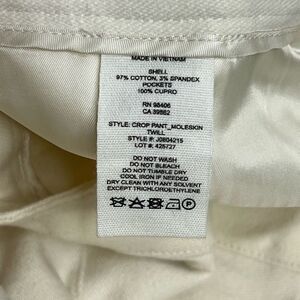 MADE IN VIETNAM
SHELL
97% COTTON, 3% SPANDEX
POCKETS
100% CUPRO
RN 98406
CA 39882
STYLE: CROP PANT_MOLESKIN
TWILL
STYLE #: J0804215
LOT #: 425727
DO NOT WASH
DO NOT BLEACH
DO NOT TUMBLE DRY
COOL IRON IF NEEDED
DRY CLEAN WITH ANY SOLVENT
EXCEPT TRICHLOROETHYLENE